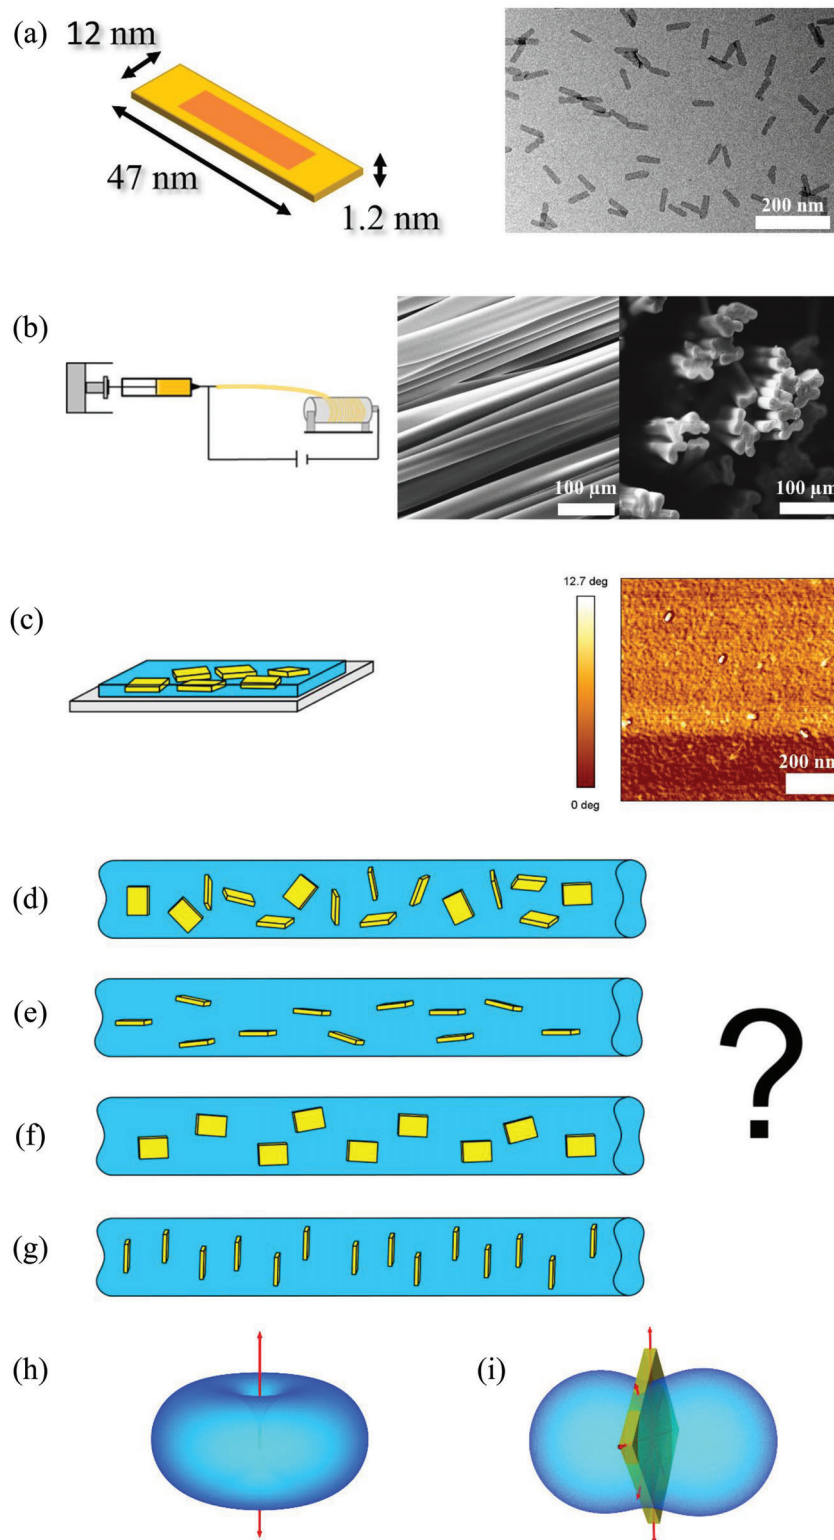 (a)
12 nm
47 nm
1.2 nm
200 nm
(b)
100 µm
100 µm
(c)
12.7 deg
0 deg
200 nm
(d)
(e)
?
(f)
(g)
(h)
(i)